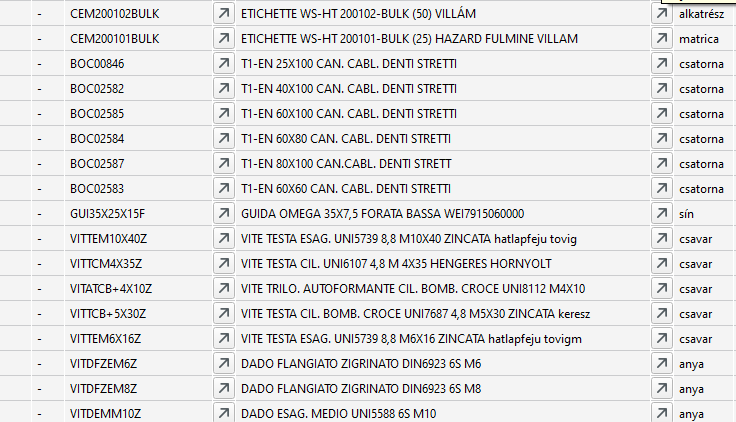 - CEM200102BULK ETICHETTE WS-HT 200102-BULK (50) VILLÁM alkatrész
- CEM200101BULK ETICHETTE WS-HT 200101-BULK (25) HAZARD FULMINE VILLAM matrica
- BOC00846 T1-EN 25X100 CAN. CABL. DENTI STRETTI csatorna
- BOC02582 T1-EN 40X100 CAN. CABL. DENTI STRETTI csatorna
- BOC02585 T1-EN 60X100 CAN. CABL. DENTI STRETTI csatorna
- BOC02584 T1-EN 60X80 CAN. CABL. DENTI STRETTI csatorna
- BOC02587 T1-EN 80X100 CAN.CABL. DENTI STRETT csatorna
- BOC02583 T1-EN 60X60 CAN. CABL. DENTI STRETTI csatorna
- GUI35X25X15F GUIDA OMEGA 35X7,5 FORATA BASSA WEI7915060000 sín
- VITTEM10X40Z VITE TESTA ESAG. UNI5739 8,8 M10X40 ZINCATA hatlapfeju tovig csavar
- VITTCM4X35Z VITE TESTA CIL. UNI6107 4,8 M 4X35 HENGERES HORNYOLT csavar
- VITATCB+4X10Z VITE TRILO. AUTOFORMANTE CIL. BOMB. CROCE UNI8112 M4X10 csavar
- VITTCB+5X30Z VITE TESTA CIL. BOMB. CROCE UNI7687 4,8 M5X30 ZINCATA keresz csavar
- VITTEM6X16Z VITE TESTA ESAG. UNI5739 8,8 M6X16 ZINCATA hatlapfeju tovigm csavar
- VITDFZEM6Z DADO FLANGIATO ZIGRINATO DIN6923 6S M6 anya
- VITDFZEM8Z DADO FLANGIATO ZIGRINATO DIN6923 6S M8 anya
- VITDEMM10Z DADO ESAG. MEDIO UNI5588 6S M10 anya